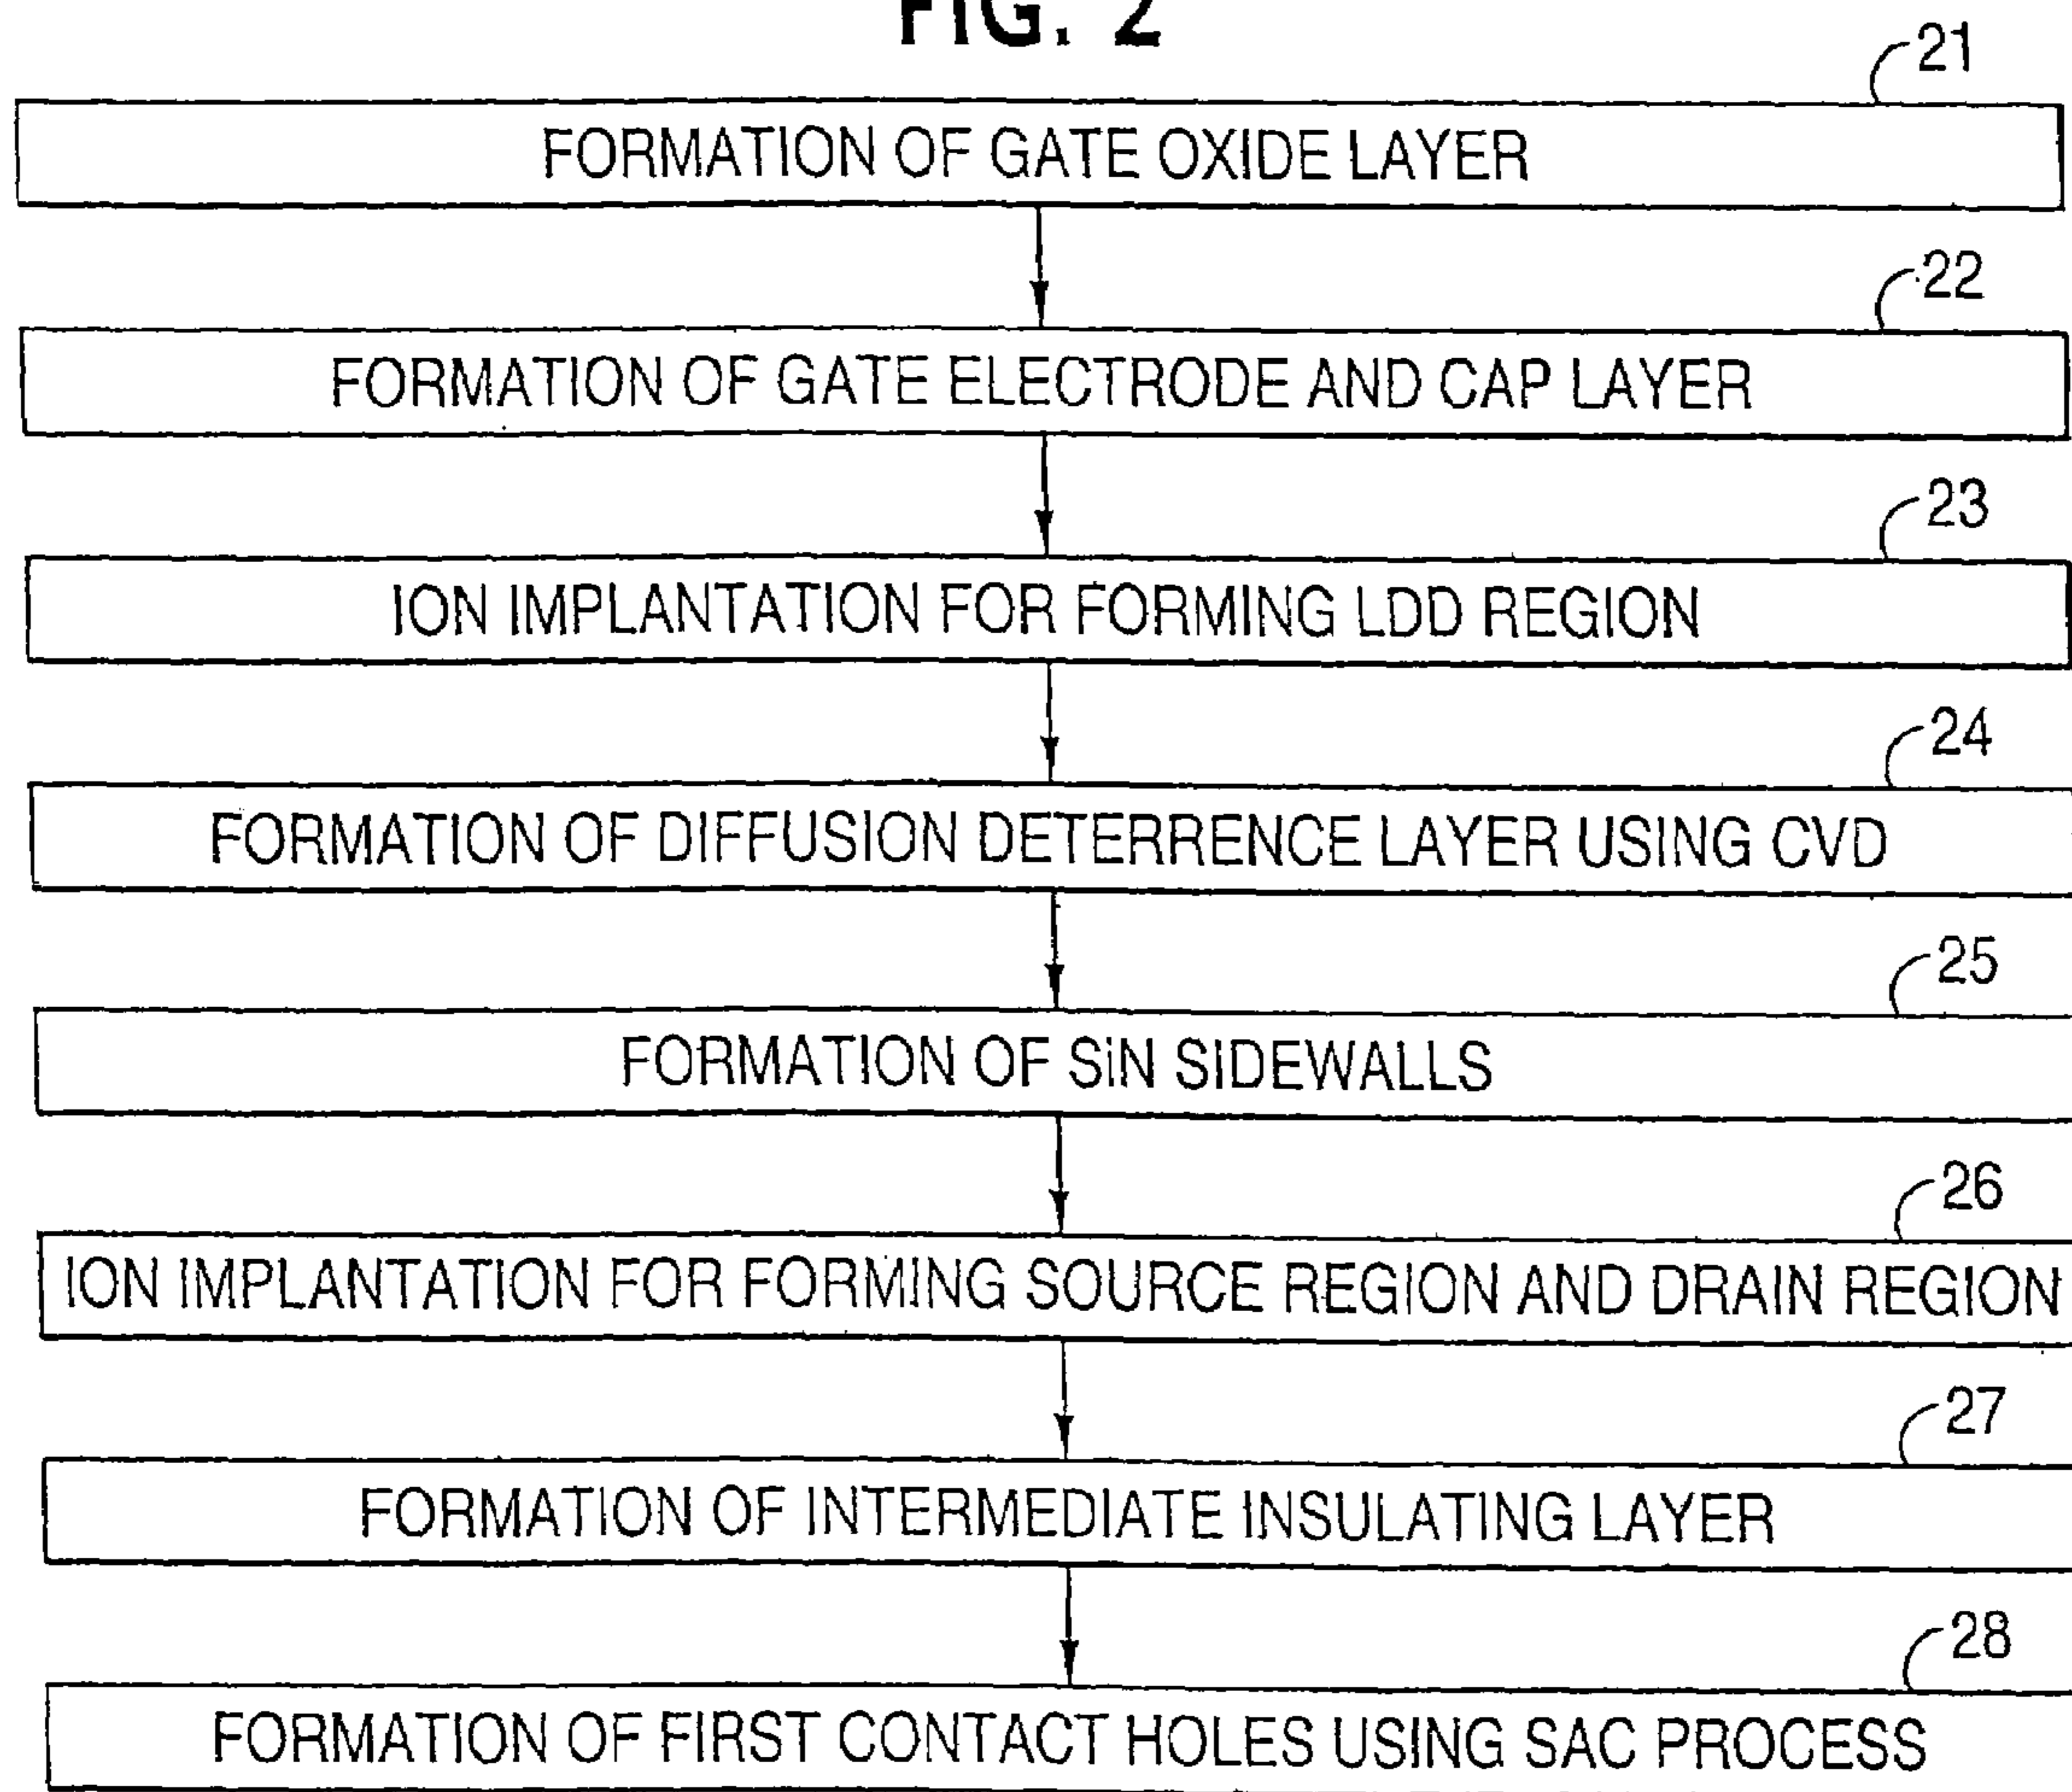 FIG. 2
21
FORMATION OF GATE OXIDE LAYER
22
FORMATION OF GATE ELECTRODE AND CAP LAYER
23
ION IMPLANTATION FOR FORMING LDD REGION
24
FORMATION OF DIFFUSION DETERRENCE LAYER USING CVD
25
FORMATION OF SiN SIDEWALLS
26
ION IMPLANTATION FOR FORMING SOURCE REGION AND DRAIN REGION
27
FORMATION OF INTERMEDIATE INSULATING LAYER
28
FORMATION OF FIRST CONTACT HOLES USING SAC PROCESS